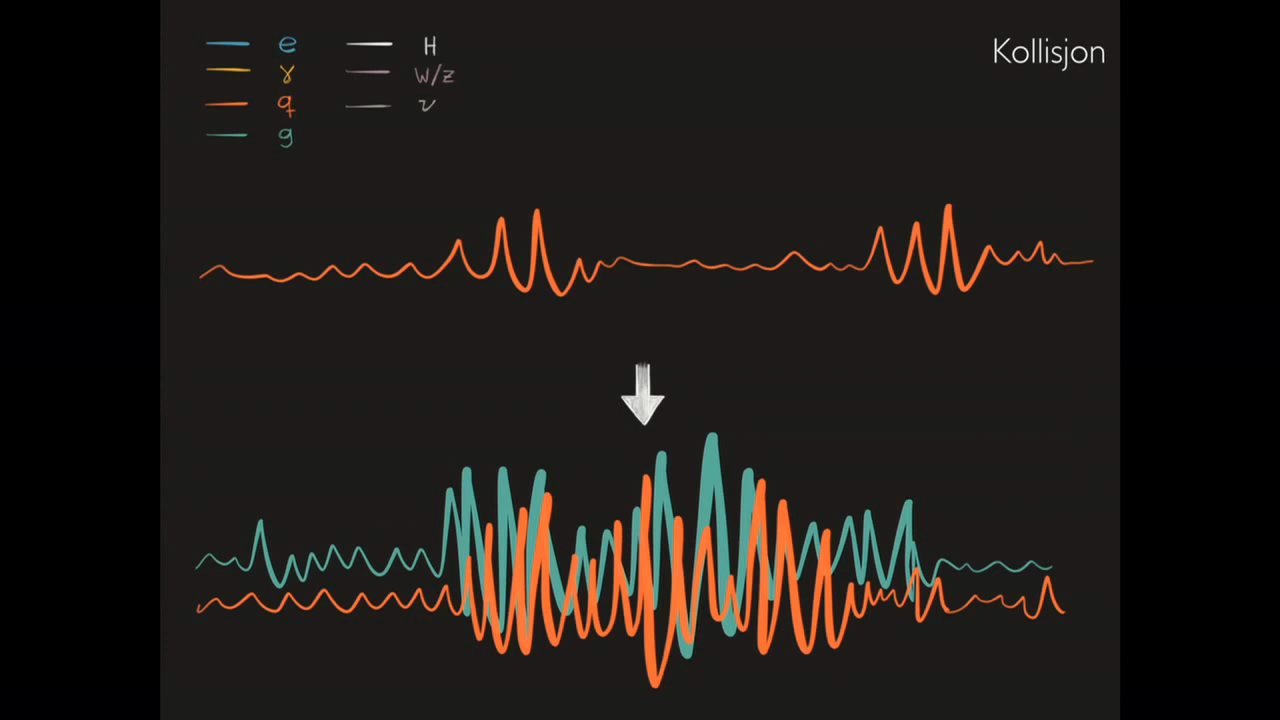 Kollisjon
e H
γ W/Z
q ν
g